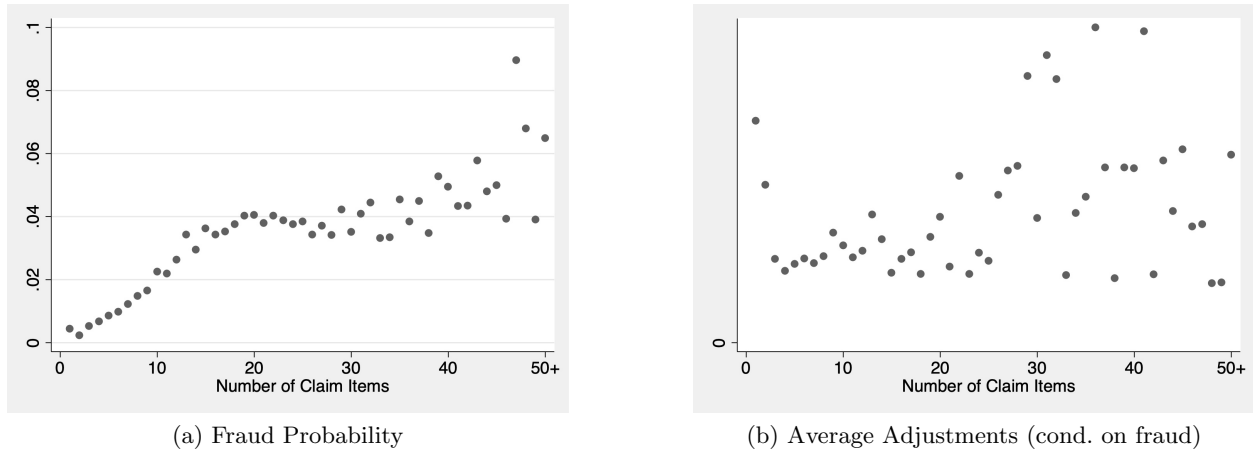 .1
.08
.06
.04
.02
0
0 10 20 30 40 50+
Number of Claim Items
(a) Fraud Probability
0
0 10 20 30 40 50+
Number of Claim Items
(b) Average Adjustments (cond. on fraud)